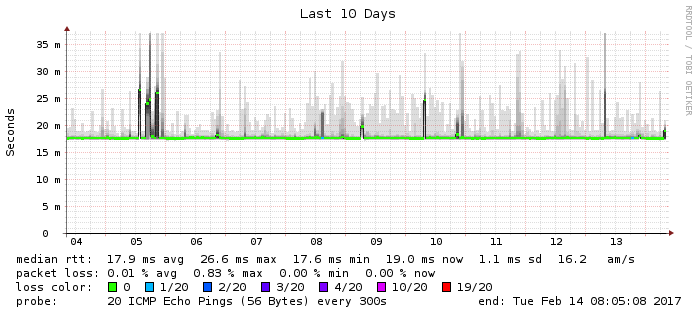 Last 10 Days
RRDTOOL / TOBI OETIKER
Seconds
35 m
30 m
25 m
20 m
15 m
10 m
5 m
0
04 05 06 07 08 09 10 11 12 13
median rtt: 17.9 ms avg 26.6 ms max 17.6 ms min 19.0 ms now 1.1 ms sd 16.2 am/s
packet loss: 0.01 % avg 0.83 % max 0.00 % min 0.00 % now
loss color: 0 1/20 2/20 3/20 4/20 10/20 19/20
probe: 20 ICMP Echo Pings (56 Bytes) every 300s end: Tue Feb 14 08:05:08 2017